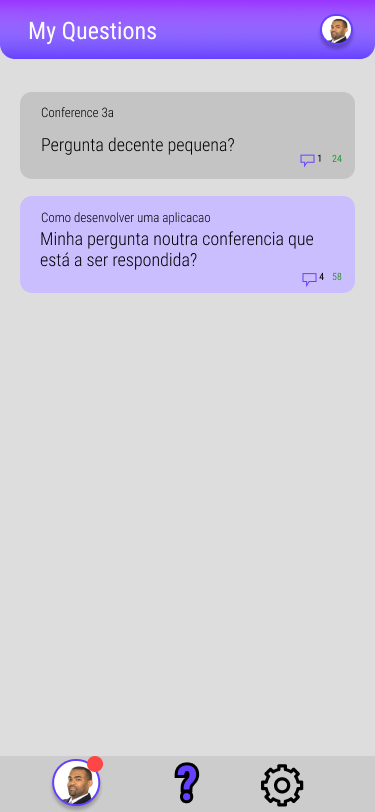 My Questions
Conference 3a
Pergunta decente pequena?
1 24
Como desenvolver uma aplicacao
Minha pergunta noutra conferencia que
está a ser respondida?
4 58